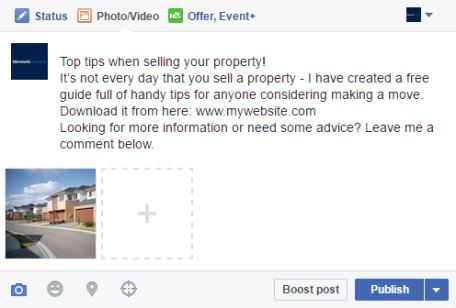 Status
Photo/Video
Offer, Event+
Top tips when selling your property!
It's not every day that you sell a property - I have created a free
guide full of handy tips for anyone considering making a move.
Download it from here: www.mywebsite.com
Looking for more information or need some advice? Leave me a
comment below.
Boost post
Publish